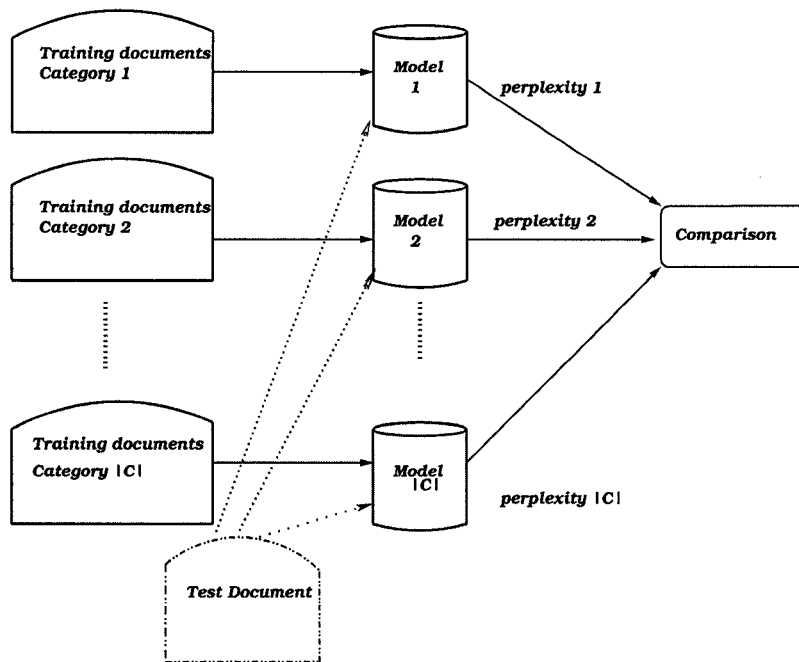 Training documents
Category 1
Model
1
perplexity 1
Training documents
Category 2
Model
2
perplexity 2
Comparison
Training documents
Category |C|
Model
|C|
perplexity |C|
Test Document